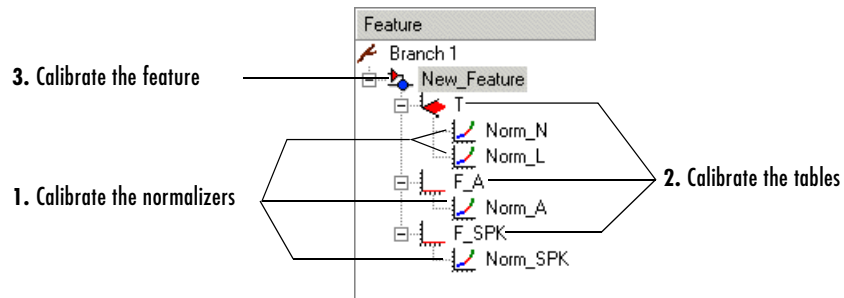 Feature
Branch 1
3. Calibrate the feature
New_Feature
T
Norm_N
Norm_L
2. Calibrate the tables
F_A
1. Calibrate the normalizers
Norm_A
F_SPK
Norm_SPK